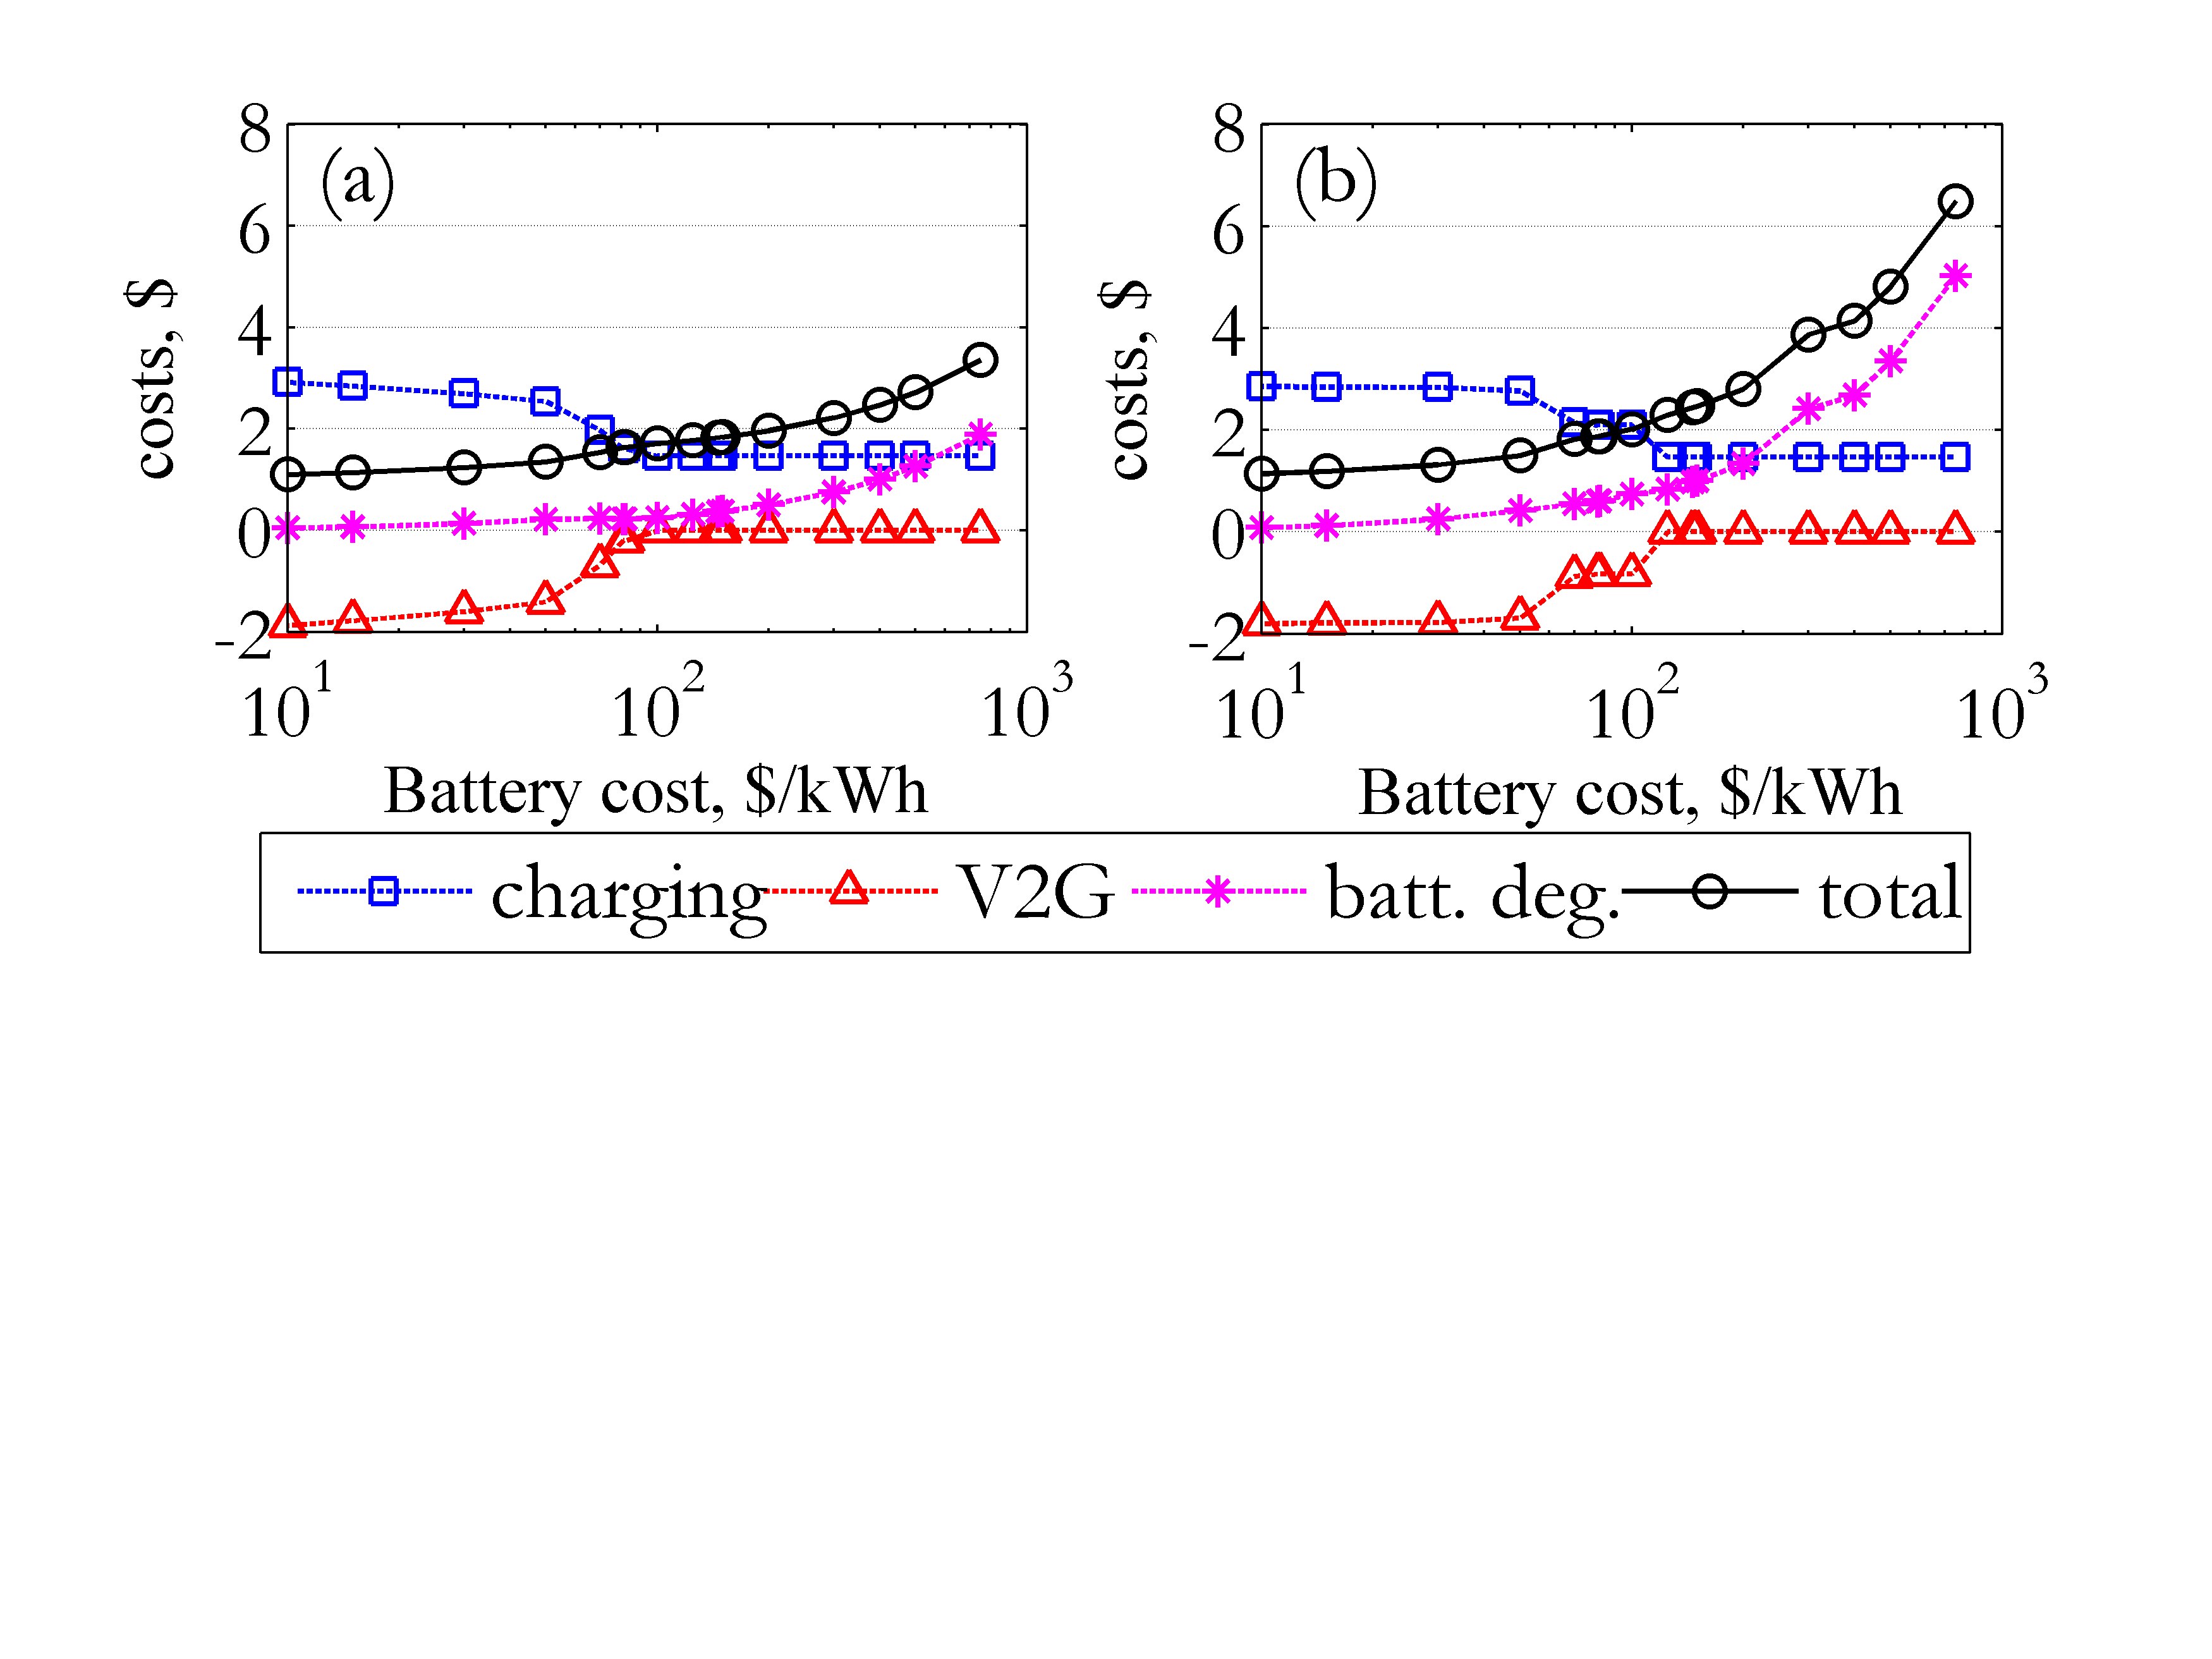 (a)
8
6
4
2
0
-2
costs, $
10^1 10^2 10^3
Battery cost, $/kWh
(b)
8
6
4
2
0
-2
costs, $
10^1 10^2 10^3
Battery cost, $/kWh
charging V2G batt. deg. total